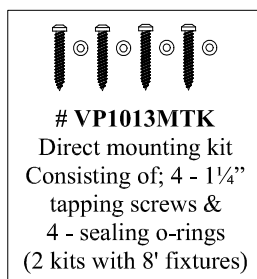 # VP1013MTK
Direct mounting kit
Consisting of; 4 - 1¼”
tapping screws &
4 - sealing o-rings
(2 kits with 8' fixtures)